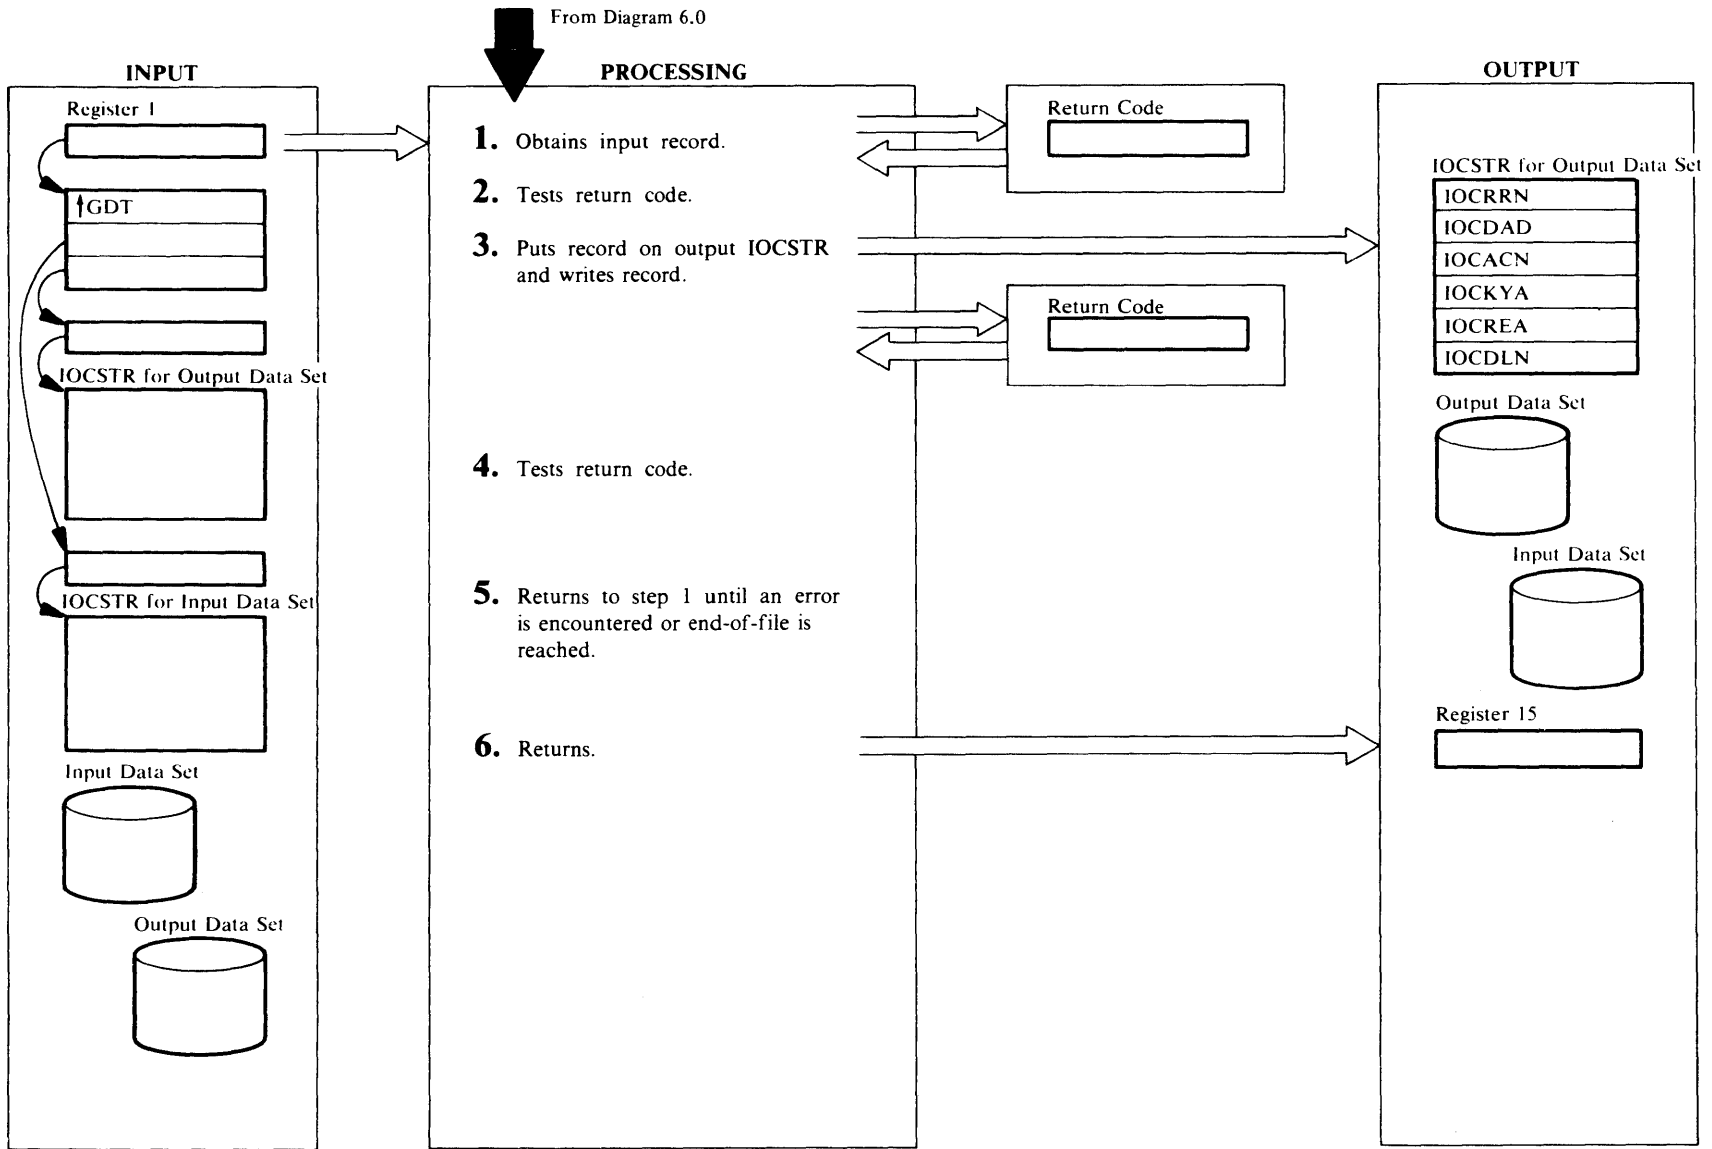 From Diagram 6.0
INPUT
Register 1
↑GDT
IOCSTR for Output Data Set
IOCSTR for Input Data Set
Input Data Set
Output Data Set
PROCESSING
1. Obtains input record.
2. Tests return code.
3. Puts record on output IOCSTR
and writes record.
4. Tests return code.
5. Returns to step 1 until an error
is encountered or end-of-file is
reached.
6. Returns.
Return Code
Return Code
OUTPUT
IOCSTR for Output Data Set
IOCRRN
IOCDAD
IOCACN
IOCKYA
IOCREA
IOCDLN
Output Data Set
Input Data Set
Register 15